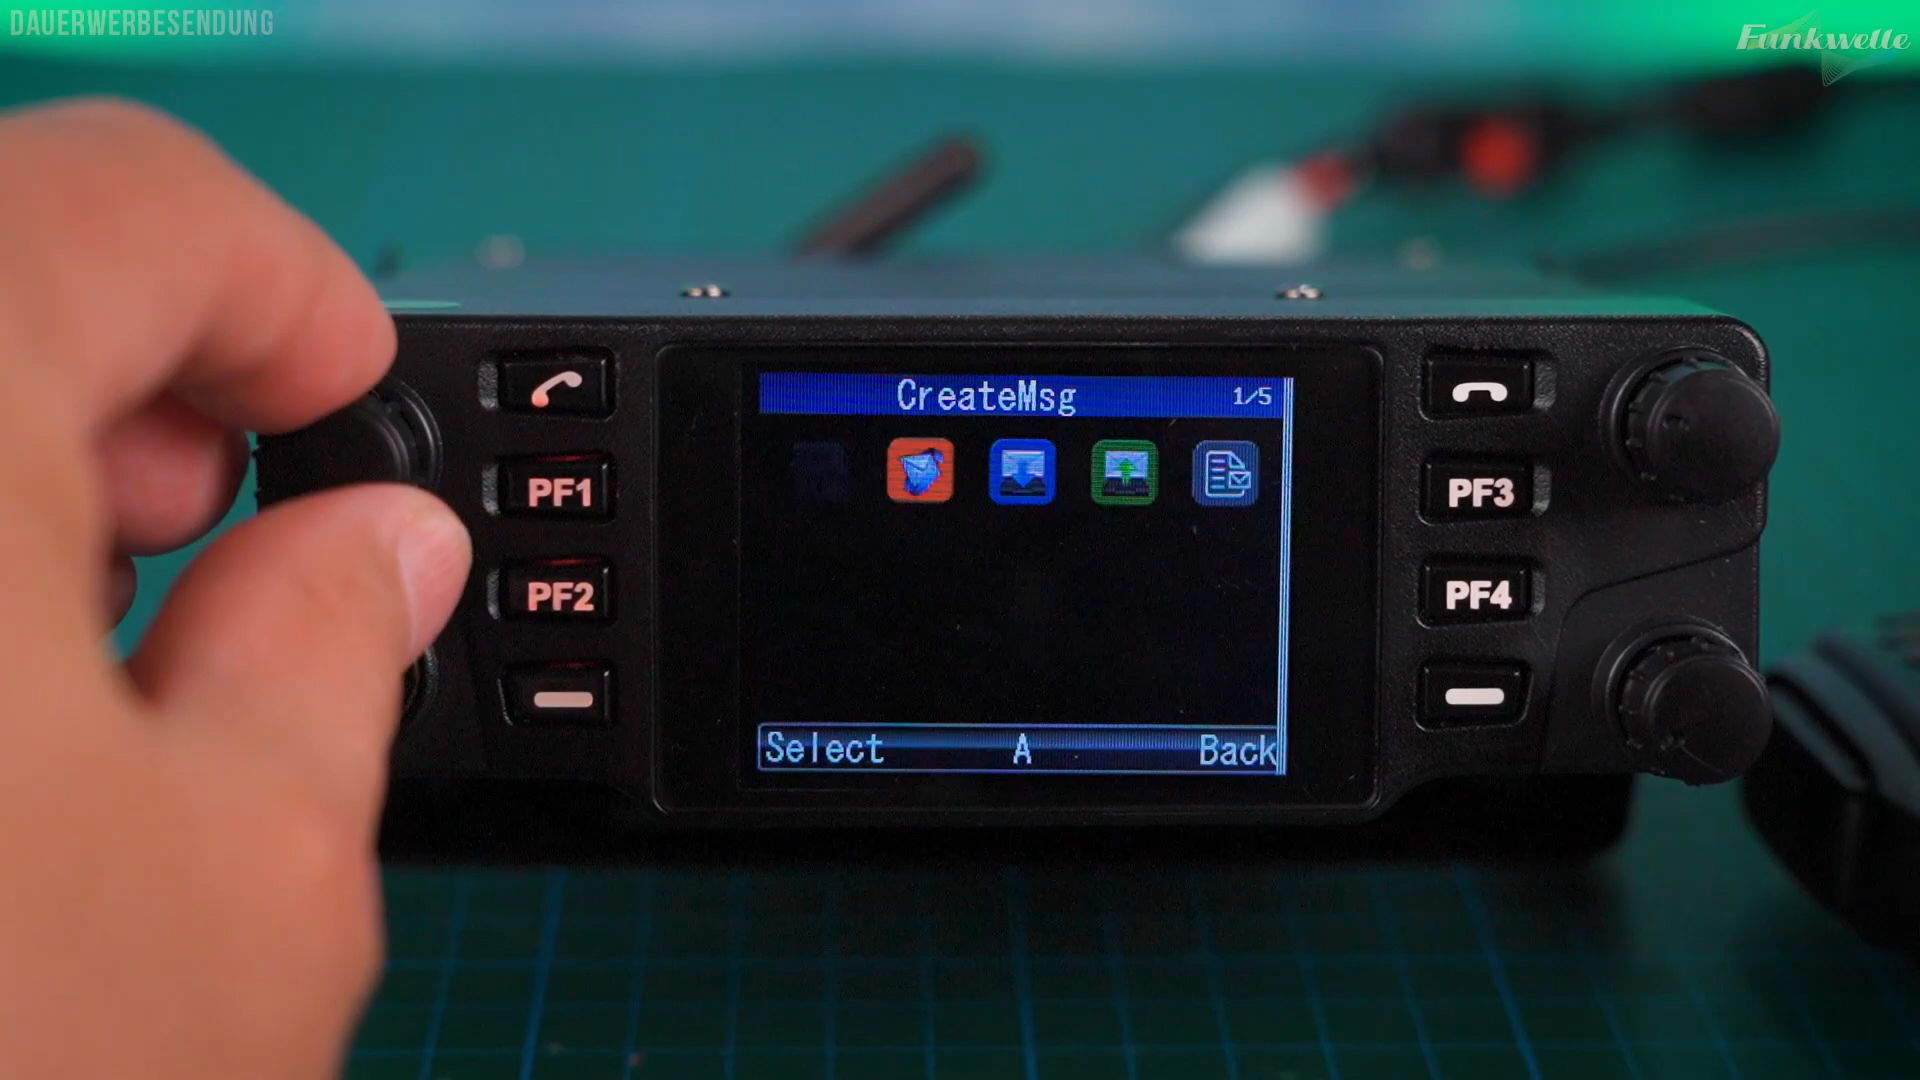 DAUERWERBESENDUNG
Funkwelle
CreateMsg 1/5
PF1
PF3
PF2
PF4
Select A Back